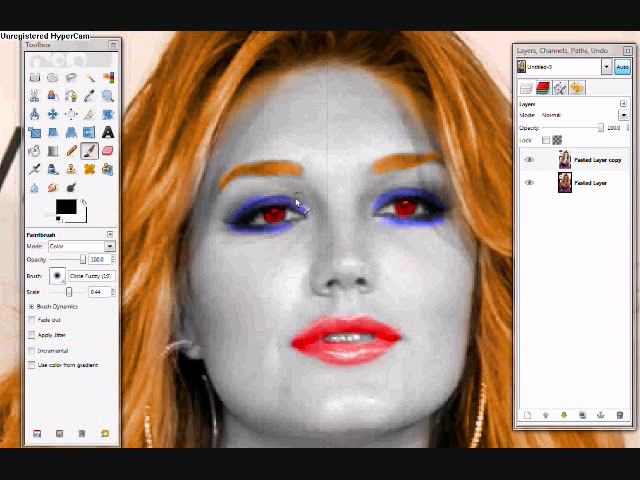 Unregistered HyperCam
Toolbox
Layers, Channels, Paths, Undo
Untitled-9
Auto
Layers
Mode: Normal
Opacity: 100.0
Lock:
Pasted Layer copy
Pasted Layer
A
Paintbrush
Mode: Color
Opacity: 100.0
Brush: Circle Fuzzy (19)
Scale: 0.44
Brush Dynamics
Fade out
Apply Jitter
Incremental
Use color from gradient